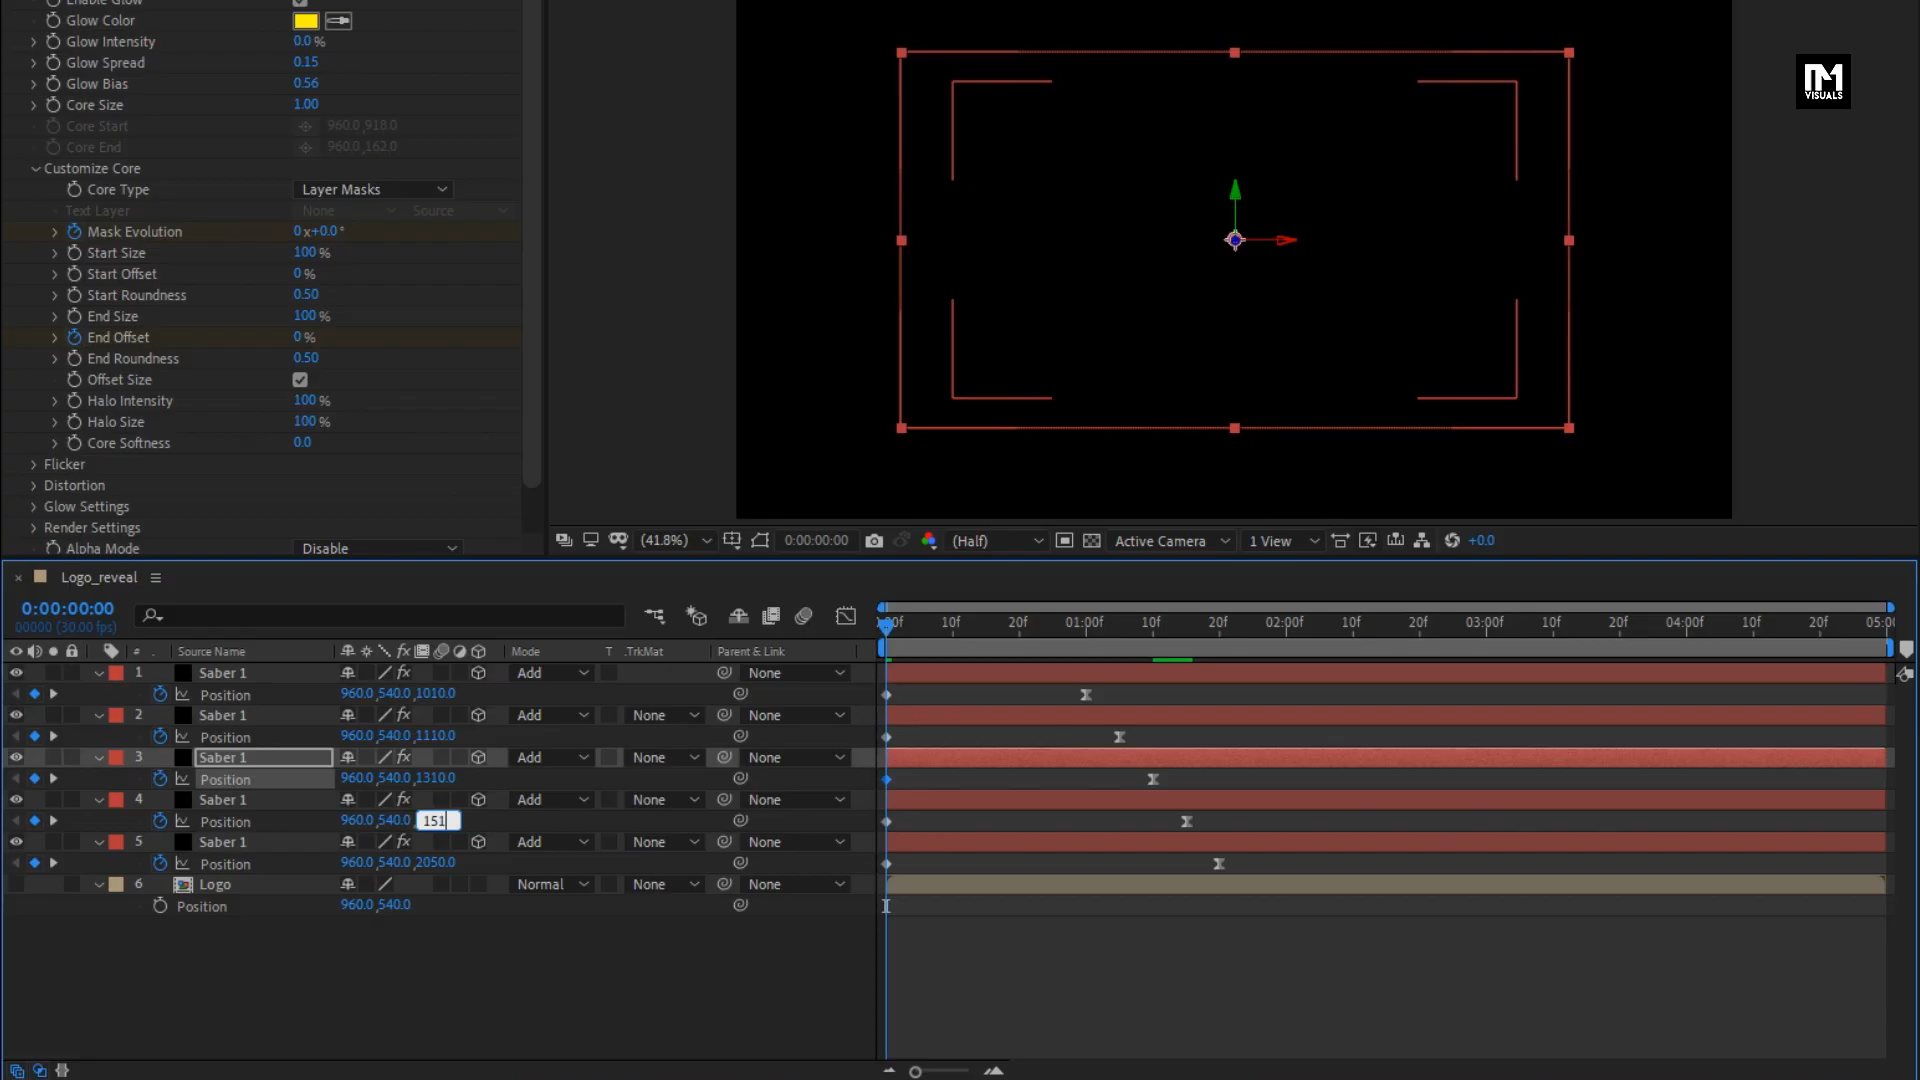 Enable Glow
Glow Color
Glow Intensity 0.0 %
Glow Spread 0.15
Glow Bias 0.56
Core Size 1.00
Core Start 960.0 ,918.0
Core End 960.0 ,162.0
Customize Core
Core Type Layer Masks
Text Layer None Source
Mask Evolution 0 x+0.0 °
Start Size 100 %
Start Offset 0 %
Start Roundness 0.50
End Size 100 %
End Offset 0 %
End Roundness 0.50
Offset Size
Halo Intensity 100 %
Halo Size 100 %
Core Softness 0.0
Flicker
Distortion
Glow Settings
Render Settings
Alpha Mode Disable
VISUALS
(41.8%) 0:00:00:00 (Half) Active Camera 1 View +0.0
Logo_reveal
0:00:00:00
00000 (30.00 fps)
10f 20f 01:00f 10f 20f 02:00f 10f 20f 03:00f 10f 20f 04:00f 10f 20f 05:00
# Source Name Mode T .TrkMat Parent & Link
1 Saber 1 Add None
Position 960.0 ,540.0 ,1010.0
2 Saber 1 Add None None
Position 960.0 ,540.0 ,1110.0
3 Saber 1 Add None None
Position 960.0 ,540.0 ,1310.0
4 Saber 1 Add None None
Position 960.0 ,540.0 151
5 Saber 1 Add None None
Position 960.0 ,540.0 ,2050.0
6 Logo Normal None None
Position 960.0 ,540.0